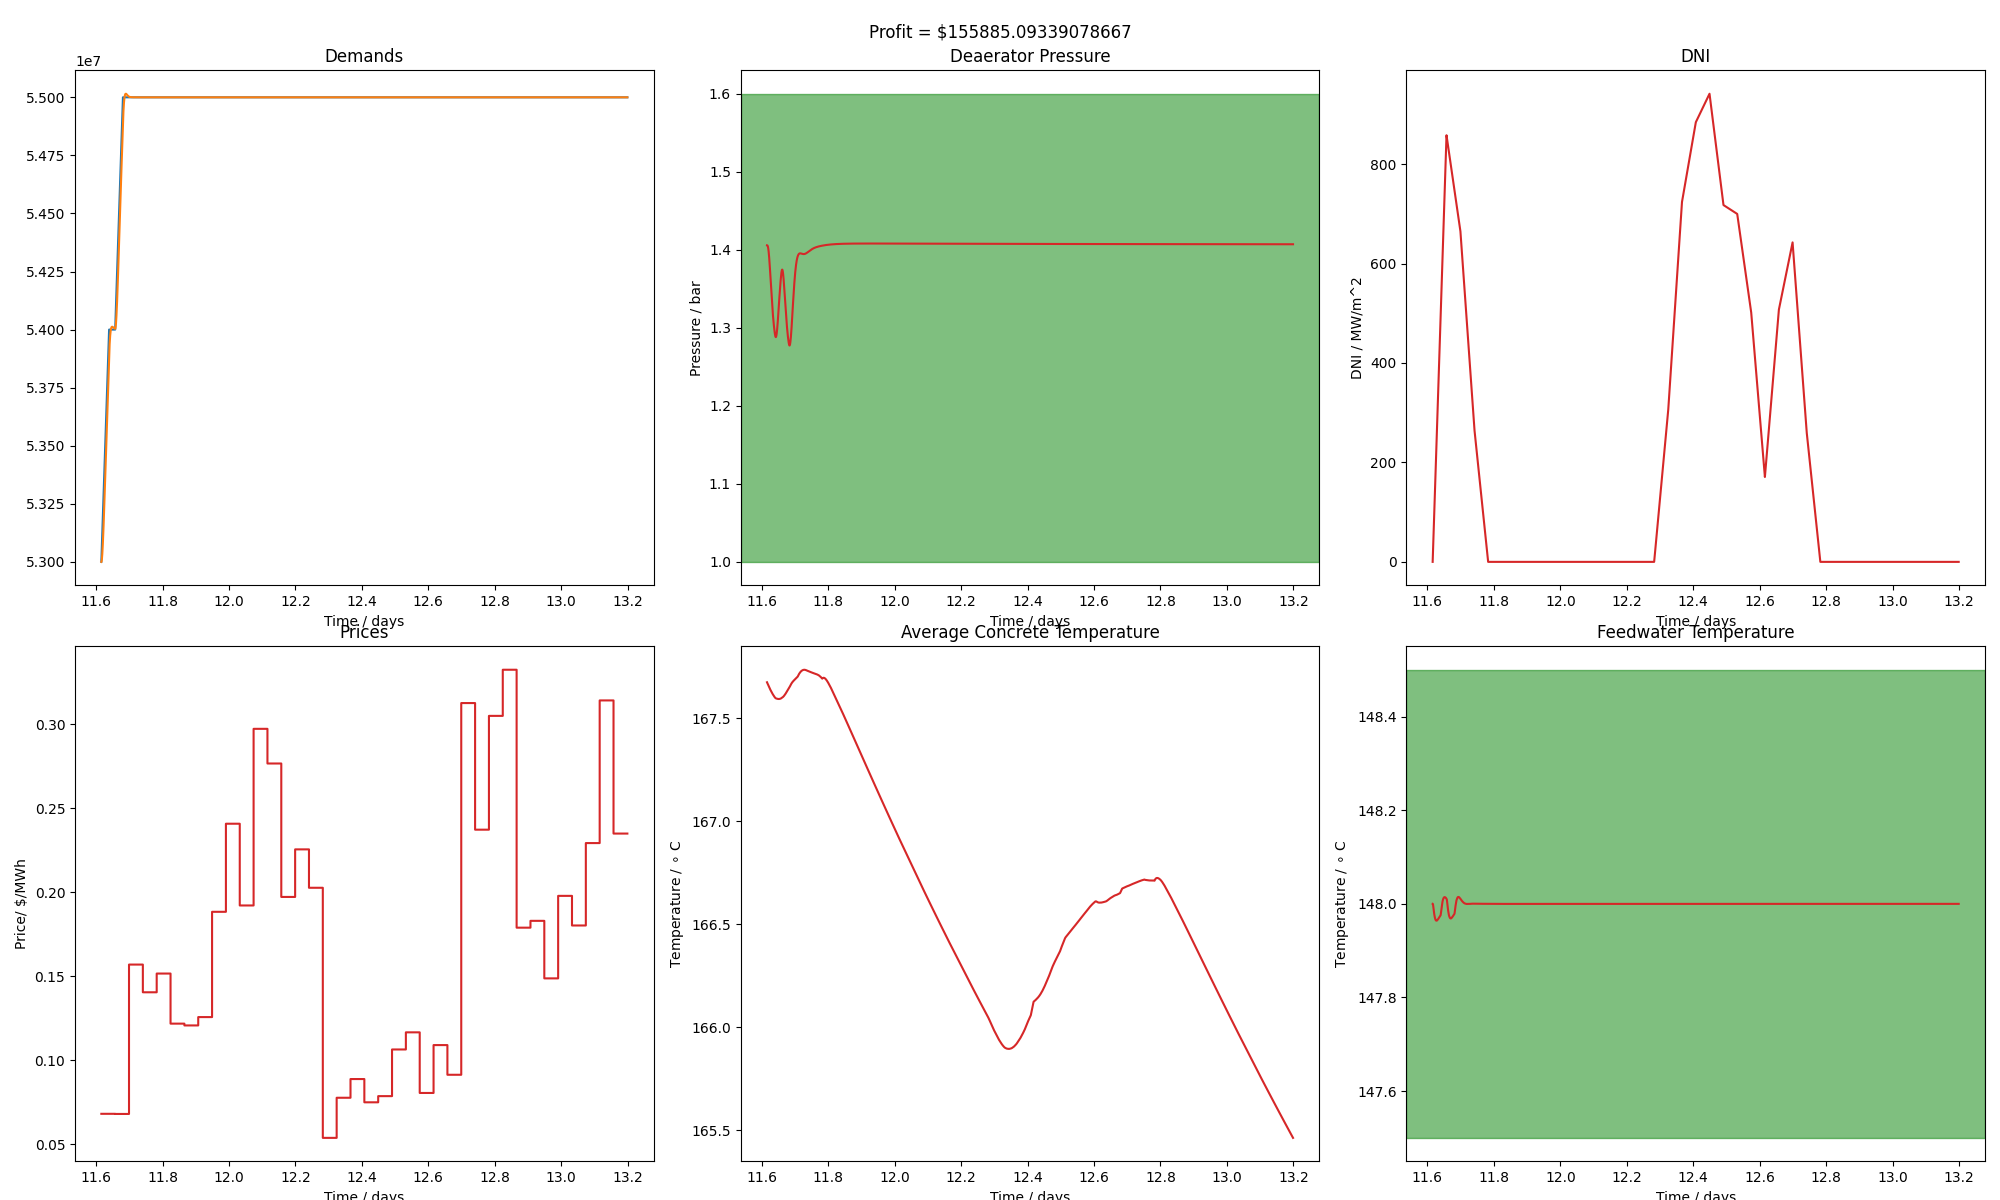 Profit = $155885.09339078667
Demands
1e7
5.500
5.475
5.450
5.425
5.400
5.375
5.350
5.325
5.300
11.6 11.8 12.0 12.2 12.4 12.6 12.8 13.0 13.2
Time / days
Deaerator Pressure
Pressure / bar
1.6
1.5
1.4
1.3
1.2
1.1
1.0
11.6 11.8 12.0 12.2 12.4 12.6 12.8 13.0 13.2
Time / days
DNI
DNI / MW/m^2
800
600
400
200
0
11.6 11.8 12.0 12.2 12.4 12.6 12.8 13.0 13.2
Time / days
Prices
Price/ $/MWh
0.30
0.25
0.20
0.15
0.10
0.05
11.6 11.8 12.0 12.2 12.4 12.6 12.8 13.0 13.2
Time / days
Average Concrete Temperature
Temperature / ∘ C
167.5
167.0
166.5
166.0
165.5
11.6 11.8 12.0 12.2 12.4 12.6 12.8 13.0 13.2
Time / days
Feedwater Temperature
Temperature / ∘ C
148.4
148.2
148.0
147.8
147.6
11.6 11.8 12.0 12.2 12.4 12.6 12.8 13.0 13.2
Time / days